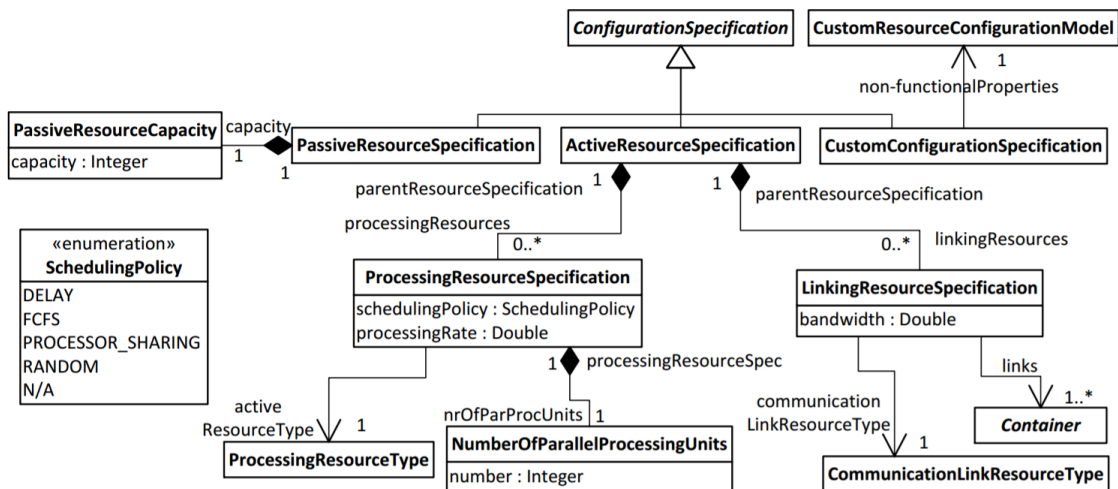 ConfigurationSpecification
CustomResourceConfigurationModel
1
non-functionalProperties
PassiveResourceCapacity
capacity : Integer
capacity
1
1
PassiveResourceSpecification
ActiveResourceSpecification
CustomConfigurationSpecification
parentResourceSpecification
1
1
parentResourceSpecification
processingResources
0..*
0..*
linkingResources
«enumeration»
SchedulingPolicy
DELAY
FCFS
PROCESSOR_SHARING
RANDOM
N/A
ProcessingResourceSpecification
schedulingPolicy : SchedulingPolicy
processingRate : Double
LinkingResourceSpecification
bandwidth : Double
1
processingResourceSpec
links
active
ResourceType
1
nrOfParProcUnits
1
communication
LinkResourceType
1
1..*
Container
ProcessingResourceType
NumberOfParallelProcessingUnits
number : Integer
CommunicationLinkResourceType